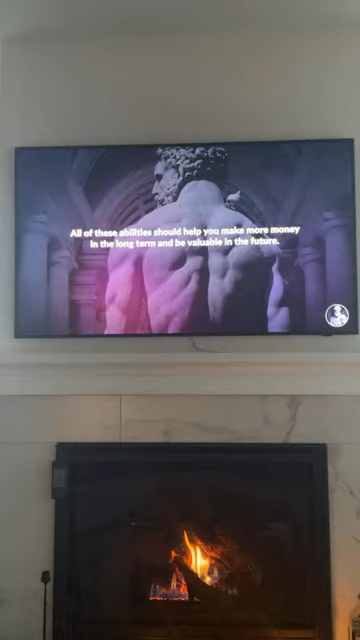 All of these abilities should help you make more money
in the long term and be valuable in the future.